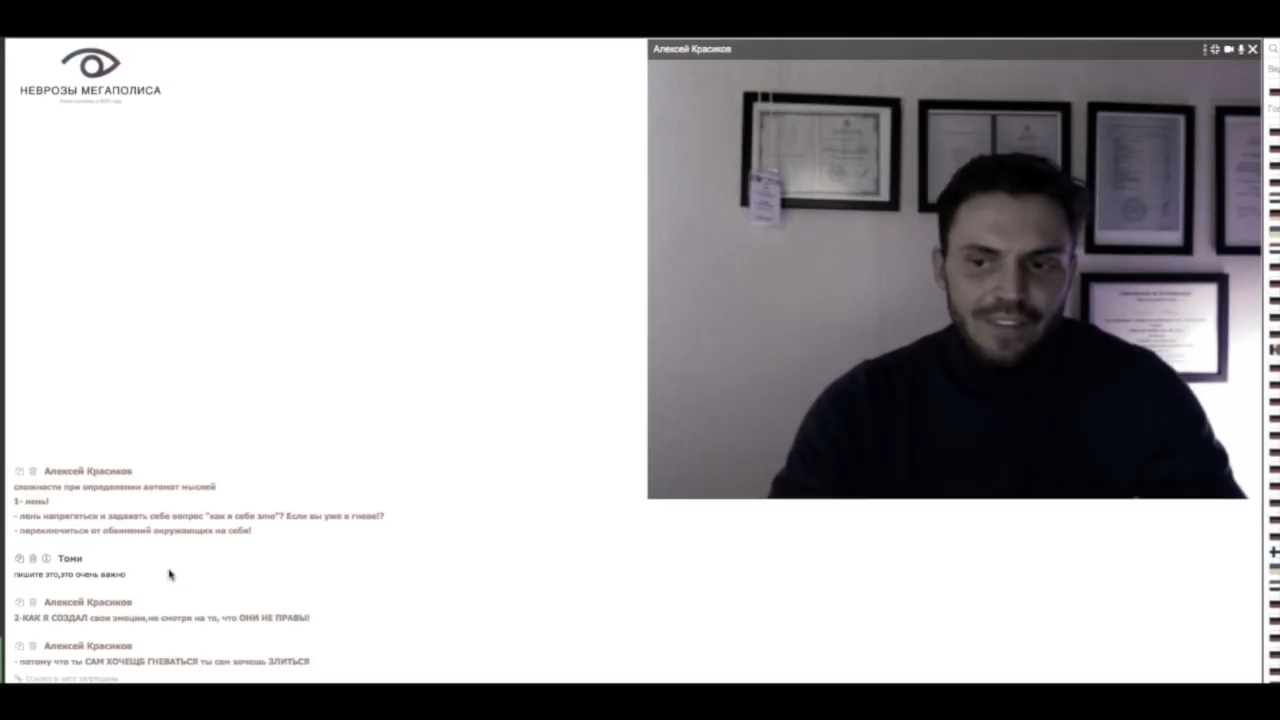 НЕВРОЗЫ МЕГАПОЛИСА
Алексей Красиков
Алексей Красиков
сложности при определении автомат мыслей
1- лень!
- лень напрягаться и задавать себе вопрос "как я себя злю"? Если вы уже в гневе!?
- переключиться от обвинений окружающих на себя!
Томи
пишите это,это очень важно
Алексей Красиков
2-КАК Я СОЗДАЛ свои эмоции,не смотря на то, что ОНИ НЕ ПРАВЫ!
Алексей Красиков
- потому что ты САМ ХОЧЕЩБ ГНЕВАТЬСЯ ты сам хочешь ЗЛИТЬСЯ
Ссылки в чате запрещены